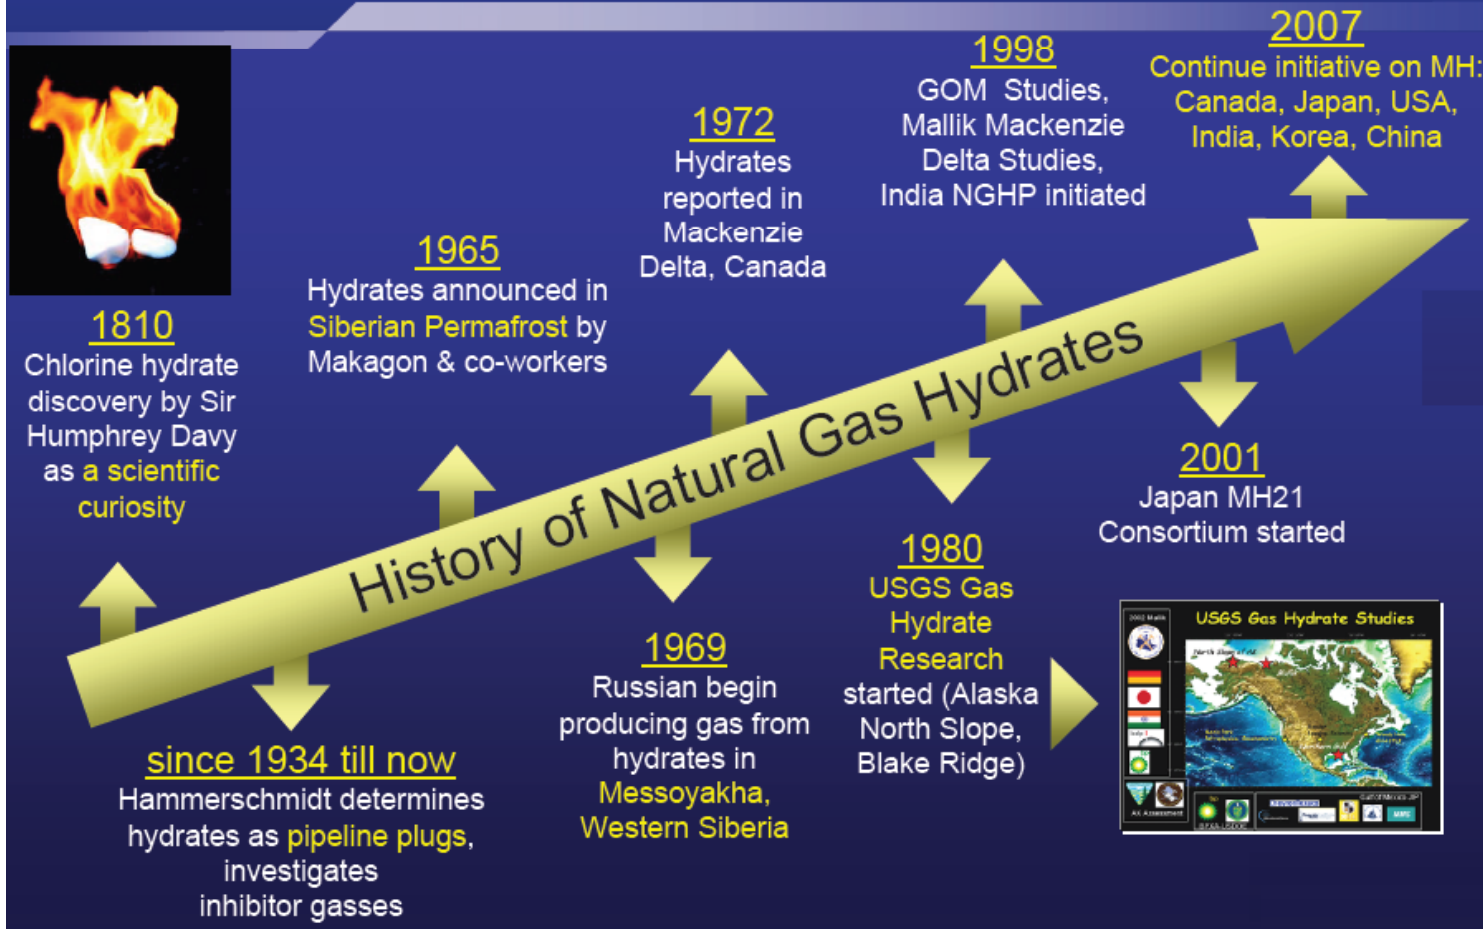 2007
Continue initiative on MH:
Canada, Japan, USA,
India, Korea, China
1998
GOM Studies,
Mallik Mackenzie
Delta Studies,
India NGHP initiated
1972
Hydrates
reported in
Mackenzie
Delta, Canada
1965
Hydrates announced in
Siberian Permafrost by
Makagon & co-workers
1810
Chlorine hydrate
discovery by Sir
Humphrey Davy
as a scientific
curiosity
History of Natural Gas Hydrates
since 1934 till now
Hammerschmidt determines
hydrates as pipeline plugs,
investigates
inhibitor gasses
1969
Russian begin
producing gas from
hydrates in
Messoyakha,
Western Siberia
1980
USGS Gas
Hydrate
Research
started (Alaska
North Slope,
Blake Ridge)
2001
Japan MH21
Consortium started
2002 Mallik
USGS Gas Hydrate Studies
AK Assessment